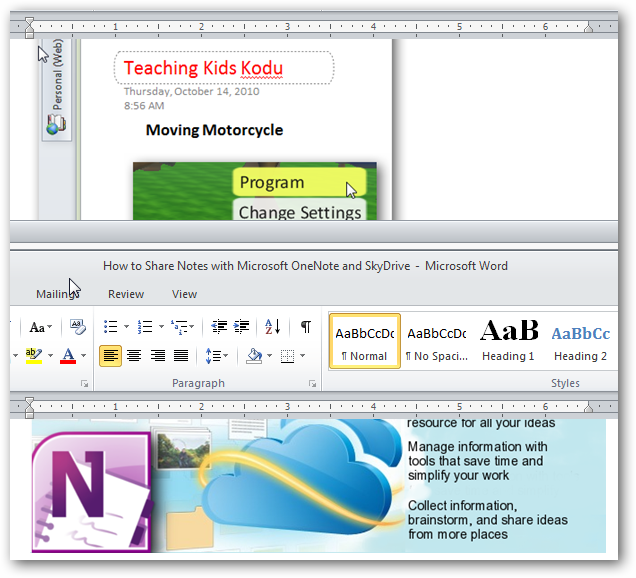 1 2 3 4 5 6
Personal (Web)
Teaching Kids Kodu
Thursday, October 14, 2010
8:56 AM
Moving Motorcycle
Program
Change Settings
How to Share Notes with Microsoft OneNote and SkyDrive - Microsoft Word
Mailings Review View
Aa Aa
ab A A Z
AaBbCcDc AaBbCcDc AaB AaBbCc
¶ Normal ¶ No Spaci... Heading 1 Heading 2
Paragraph Styles
1 2 3 4 5 6
resource for all your ideas
Manage information with
tools that save time and
simplify your work
Collect information,
brainstorm, and share ideas
from more places
N